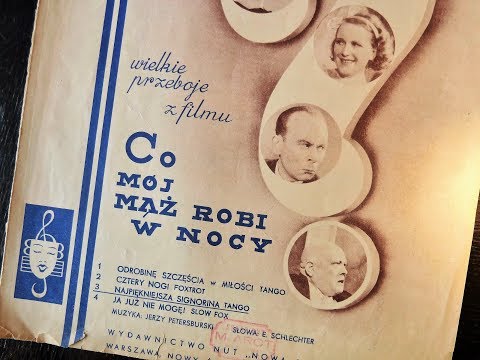 wielkie
przeboje
z filmu
Co
MÓJ
MĄŻ ROBI
W NOCY
1 ODROBINĘ SZCZĘŚCIA w MIŁOŚCI TANGO
2 CZTERY NOGI FOXTROT
3 NAJPIĘKNIEJSZA SIGNORINA TANGO
4 JA JUŻ NIE MOGĘ! SLOW FOX
MUZYKA: JERZY PETERSBURSKI SŁOWA: E. SCHLECHTER
WYDAWNICTWO NUT „NOWA
WARSZAWA, NOWY